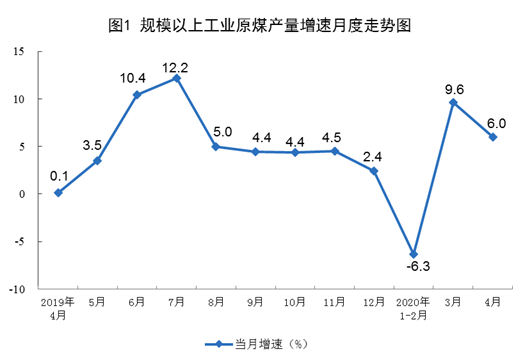 图1 规模以上工业原煤产量增速月度走势图
15
10
5
0
-5
-10
0.1
3.5
10.4
12.2
5.0
4.4
4.4
4.5
2.4
-6.3
9.6
6.0
2019年
4月
5月
6月
7月
8月
9月
10月
11月
12月
2020年
1-2月
3月
4月
当月增速（%）